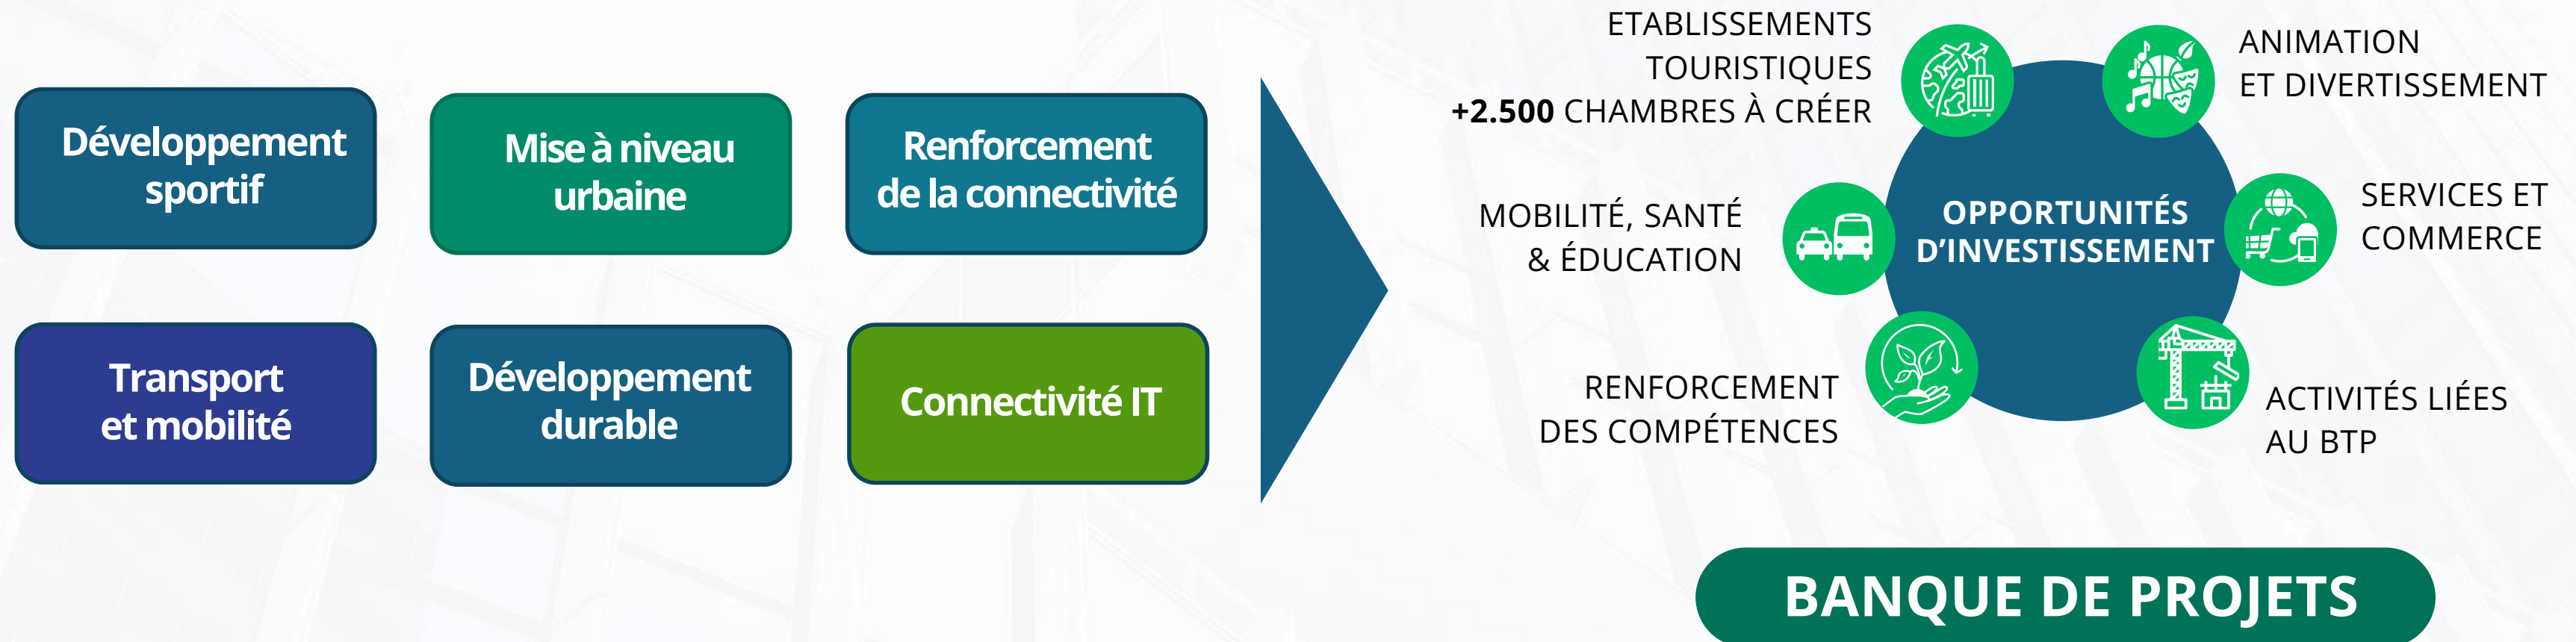 Développement
sportif
Mise à niveau
urbaine
Renforcement
de la connectivité
Transport
et mobilité
Développement
durable
Connectivité IT
ETABLISSEMENTS
TOURISTIQUES
+2.500 CHAMBRES À CRÉER
ANIMATION
ET DIVERTISSEMENT
MOBILITÉ, SANTÉ
& ÉDUCATION
OPPORTUNITÉS
D’INVESTISSEMENT
SERVICES ET
COMMERCE
RENFORCEMENT
DES COMPÉTENCES
ACTIVITÉS LIÉES
AU BTP
BANQUE DE PROJETS